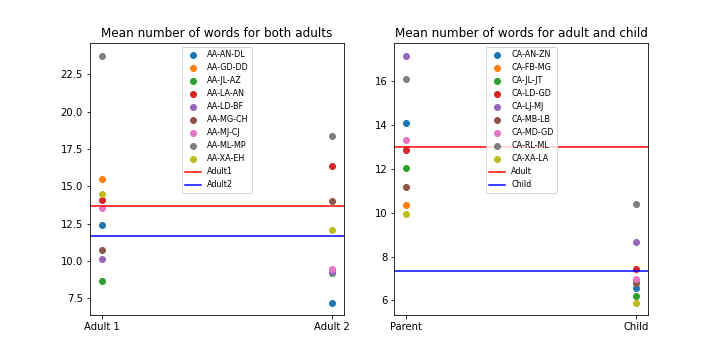 Mean number of words for both adults
22.5
20.0
17.5
15.0
12.5
10.0
7.5
AA-AN-DL
AA-GD-DD
AA-JL-AZ
AA-LA-AN
AA-LD-BF
AA-MG-CH
AA-MJ-CJ
AA-ML-MP
AA-XA-EH
Adult1
Adult2
Adult 1
Adult 2
Mean number of words for adult and child
16
14
12
10
8
6
CA-AN-ZN
CA-FB-MG
CA-JL-JT
CA-LD-GD
CA-LJ-MJ
CA-MB-LB
CA-MD-GD
CA-RL-ML
CA-XA-LA
Adult
Child
Parent
Child